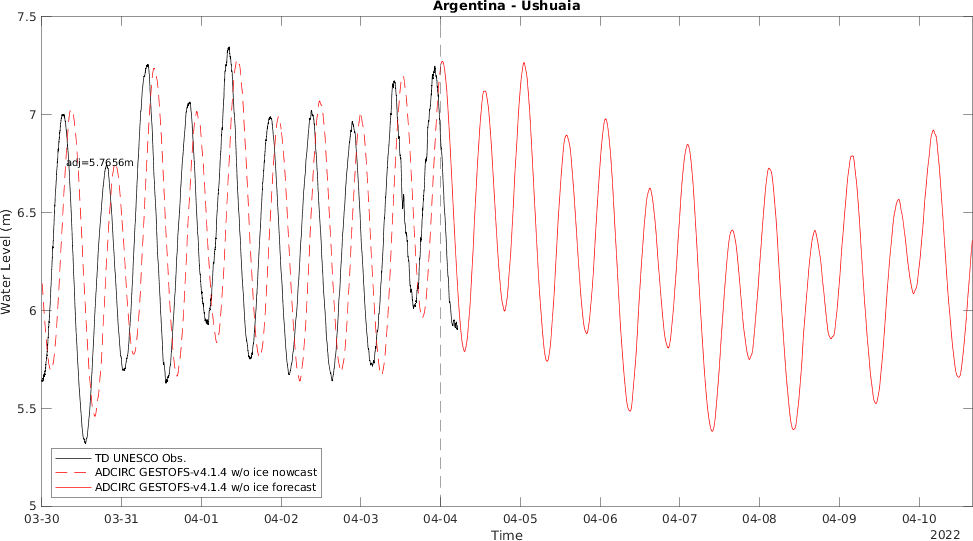 Argentina - Ushuaia
7.5
7
6.5
6
5.5
5
Water Level (m)
adj=5.7656m
TD UNESCO Obs.
ADCIRC GESTOFS-v4.1.4 w/o ice nowcast
ADCIRC GESTOFS-v4.1.4 w/o ice forecast
03-30 03-31 04-01 04-02 04-03 04-04 04-05 04-06 04-07 04-08 04-09 04-10
2022
Time